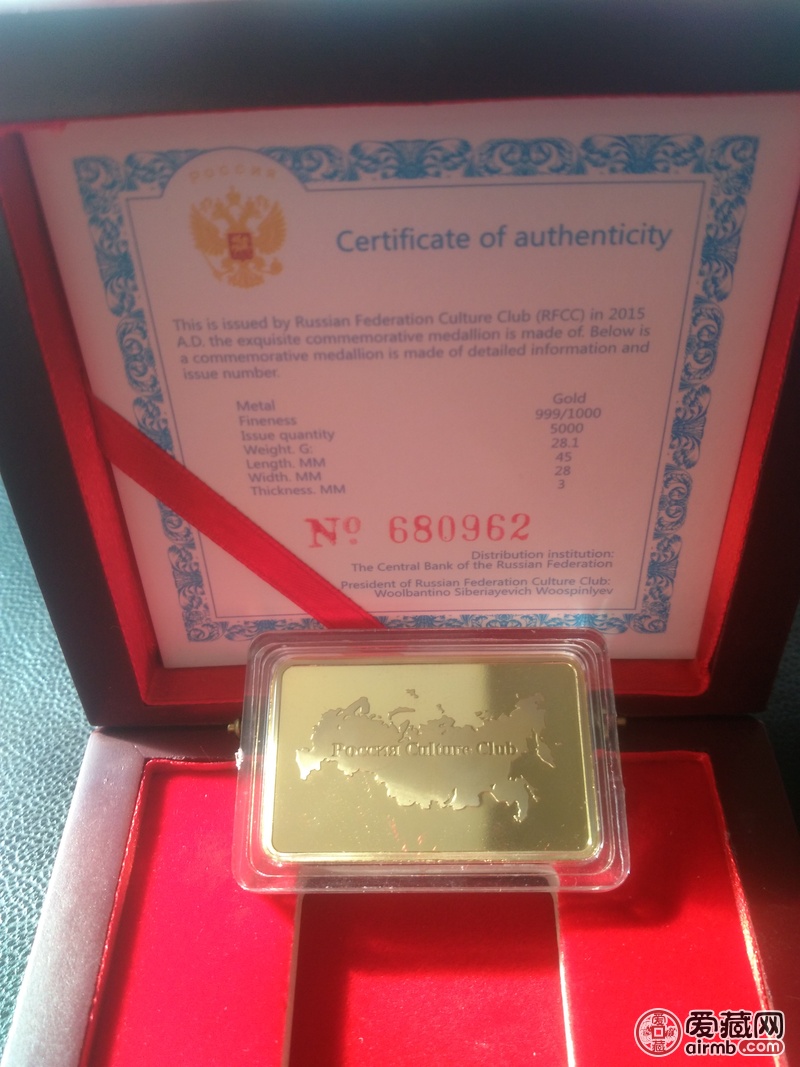 Россия
Certificate of authenticity
This is issued by Russian Federation Culture Club (RFCC) in 2015
A.D. the exquisite commemorative medallion is made of. Below is
a commemorative medallion is made of detailed information and
issue number.
Metal Gold
Fineness 999/1000
Issue quantity 5000
Weight. G: 28.1
Length. MM 45
Width. MM 28
Thickness. MM 3
Nº 680962
Distribution institution:
The Central Bank of the Russian Federation
President of Russian Federation Culture Club:
Woolbantino Siberiayevich Woospinlyev
Россия Culture Club
爱藏网
airmb.com